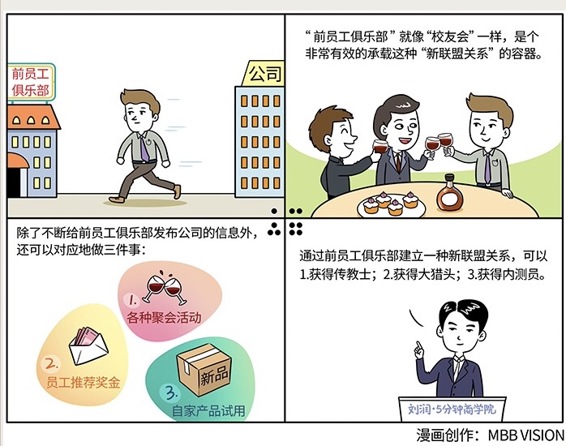 前员工
俱乐部
公司
“前员工俱乐部”就像“校友会”一样，是个
非常有效的承载这种“新联盟关系”的容器。
除了不断给前员工俱乐部发布公司的信息外，
还可以对应地做三件事：
1.
各种聚会活动
2.
员工推荐奖金
新品
3.
自家产品试用
通过前员工俱乐部建立一种新联盟关系，可以
1.获得传教士；2.获得大猎头；3.获得内测员。
刘润·5分钟商学院
漫画创作：MBB VISION